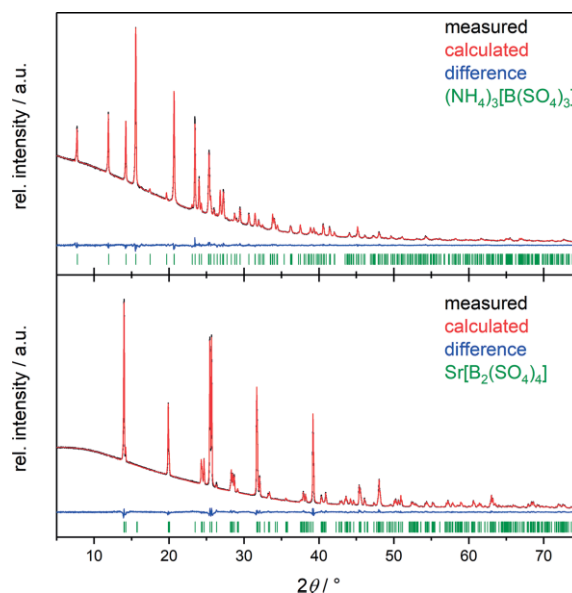 rel. intensity / a.u.
measured
calculated
difference
(NH₄)₃[B(SO₄)₃]
rel. intensity / a.u.
measured
calculated
difference
Sr[B₂(SO₄)₄]
10 20 30 40 50 60 70
2θ / °